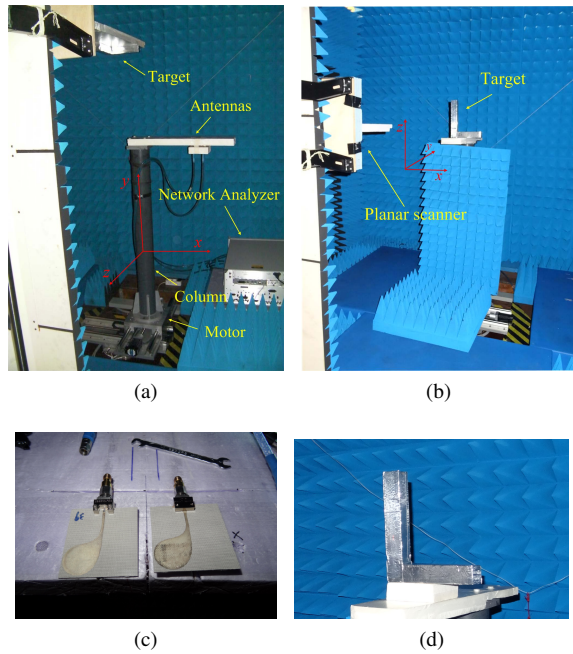 Target
Antennas
y
Network Analyzer
x
z
Column
Motor
(a)
Target
z
y
x
Planar scanner
(b)
(c)
(d)